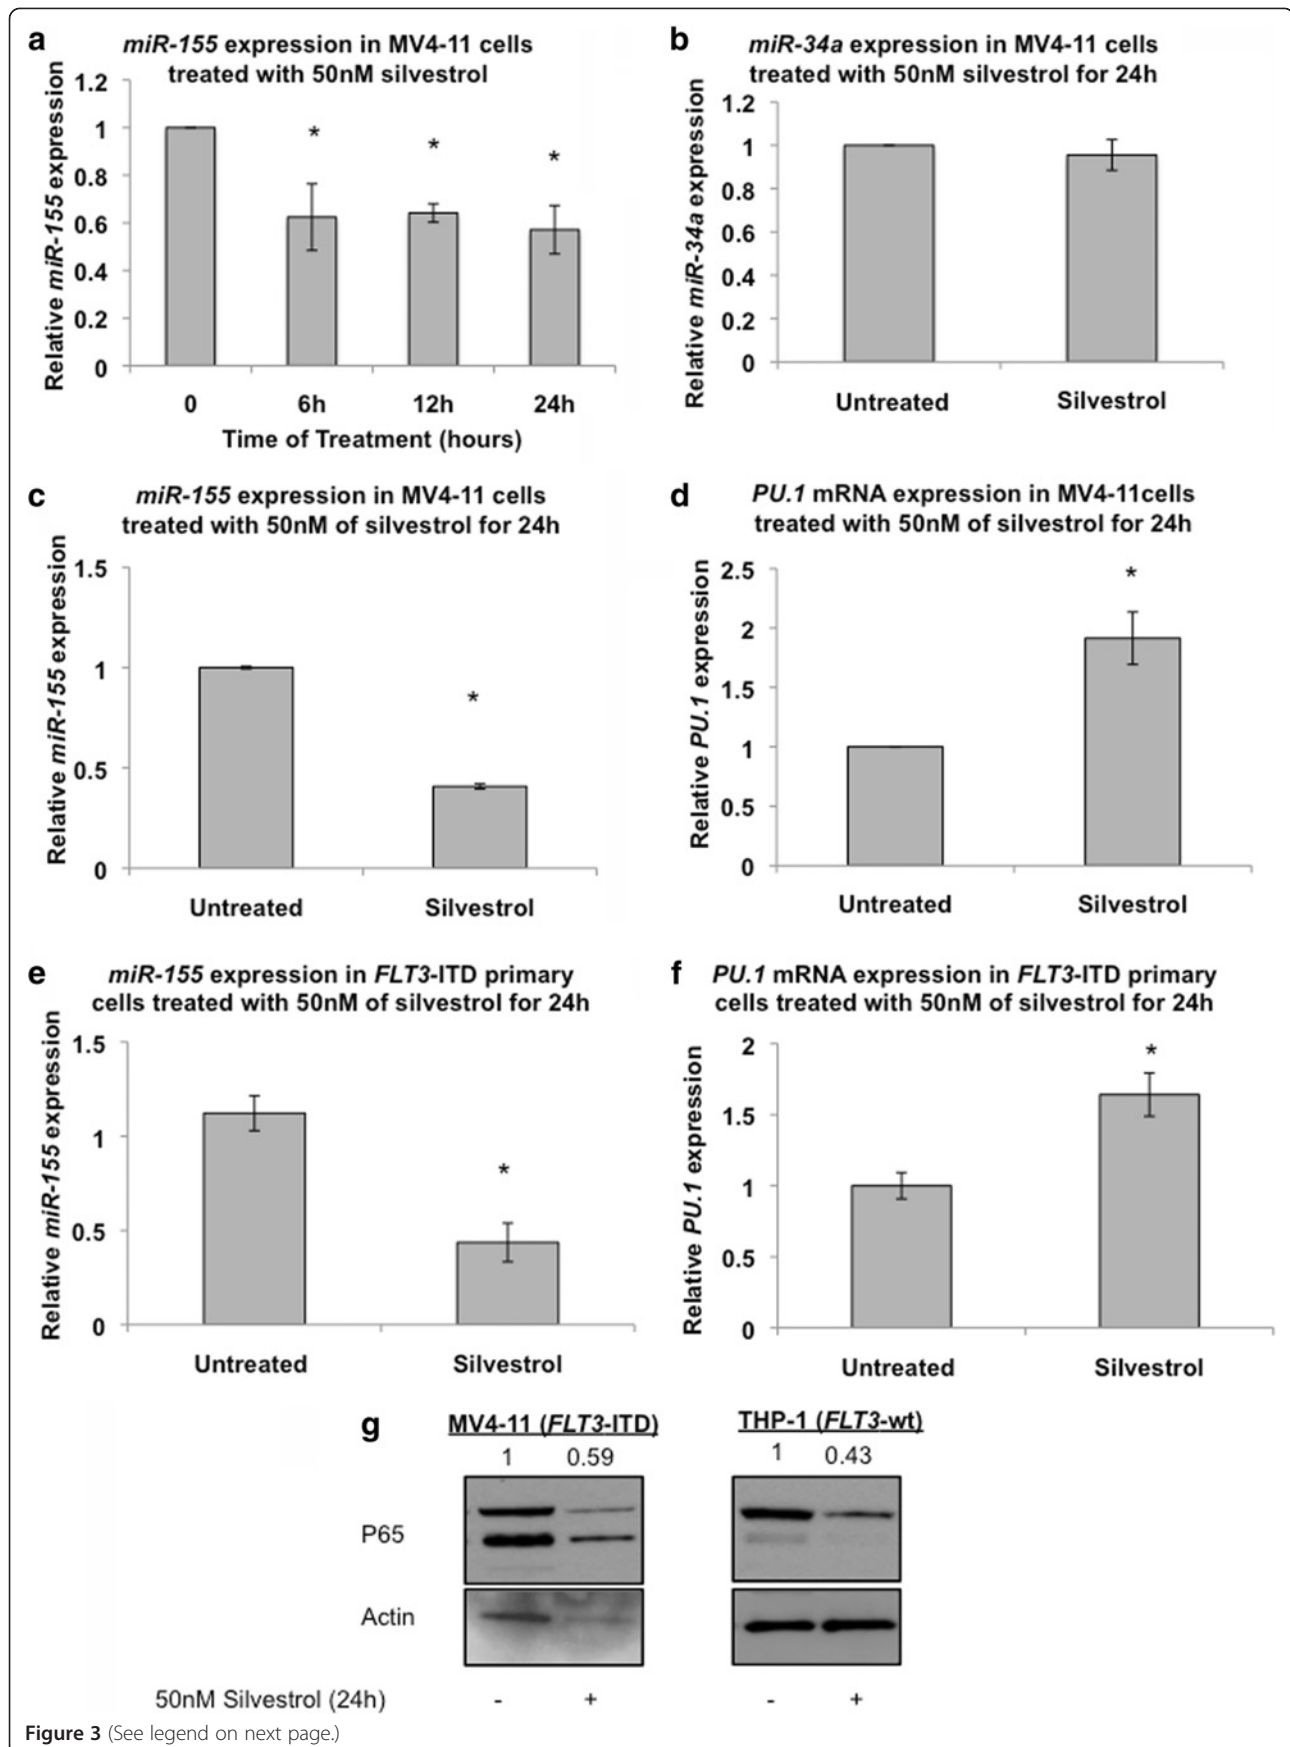 a
miR-155 expression in MV4-11 cells
treated with 50nM silvestrol
Relative miR-155 expression
1.2
1
0.8
0.6
0.4
0.2
0
*
*
*
0 6h 12h 24h
Time of Treatment (hours)
b
miR-34a expression in MV4-11 cells
treated with 50nM silvestrol for 24h
Relative miR-34a expression
1.2
1
0.8
0.6
0.4
0.2
0
Untreated Silvestrol
c
miR-155 expression in MV4-11 cells
treated with 50nM of silvestrol for 24h
Relative miR-155 expression
1.5
1
0.5
0
*
Untreated Silvestrol
d
PU.1 mRNA expression in MV4-11cells
treated with 50nM of silvestrol for 24h
Relative PU.1 expression
2.5
2
1.5
1
0.5
0
*
Untreated Silvestrol
e
miR-155 expression in FLT3-ITD primary
cells treated with 50nM of silvestrol for 24h
Relative miR-155 expression
1.5
1
0.5
0
*
Untreated Silvestrol
f
PU.1 mRNA expression in FLT3-ITD primary
cells treated with 50nM of silvestrol for 24h
Relative PU.1 expression
2
1.5
1
0.5
0
*
Untreated Silvestrol
g
MV4-11 (FLT3-ITD) THP-1 (FLT3-wt)
1 0.59 1 0.43
P65
Actin
50nM Silvestrol (24h) - + - +
Figure 3 (See legend on next page.)